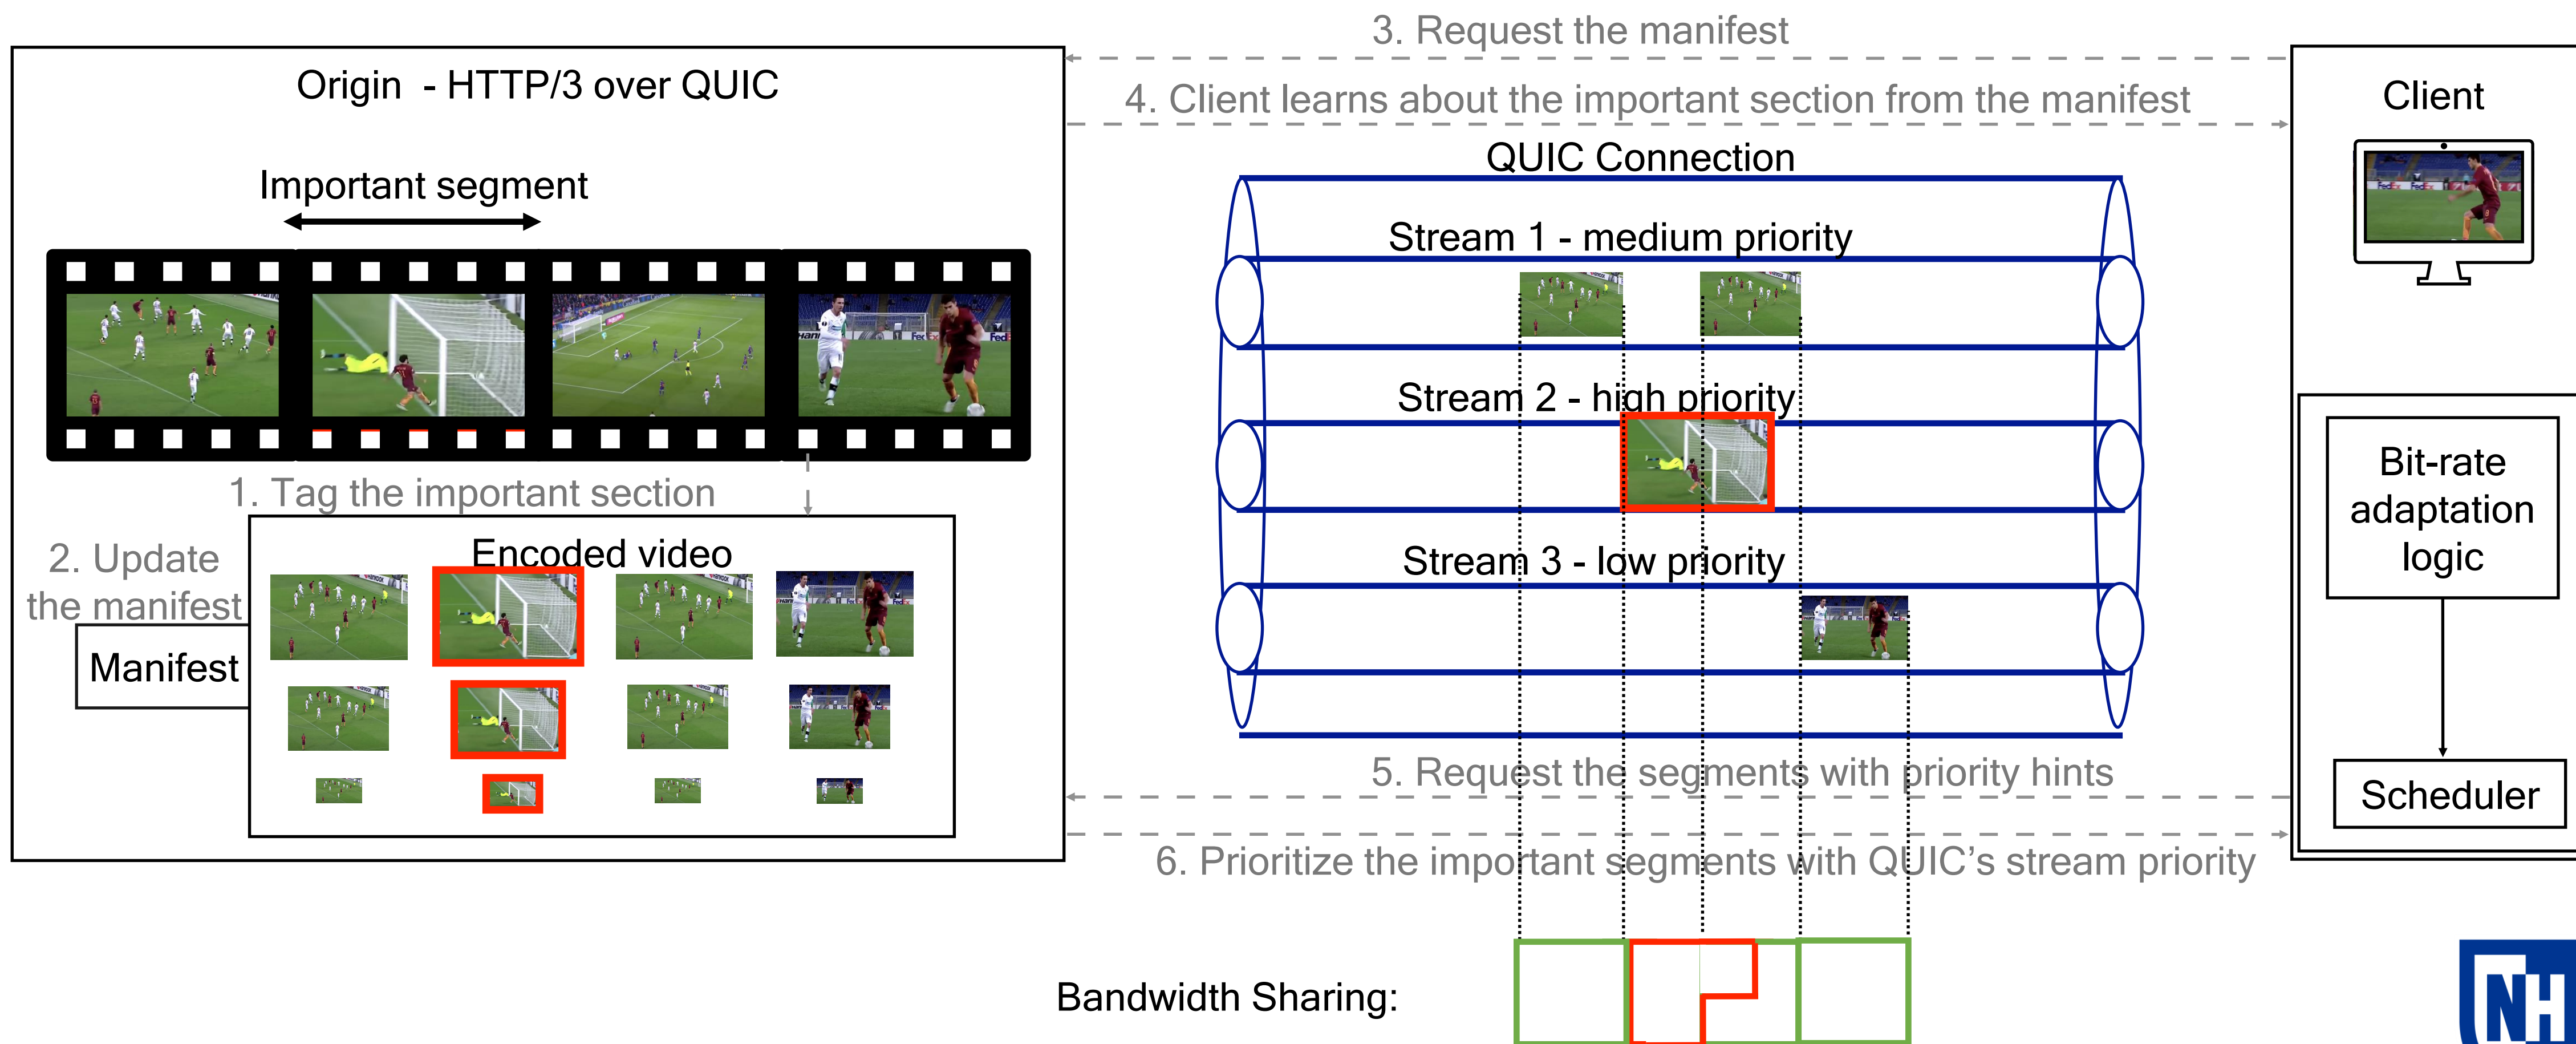 3. Request the manifest
Origin - HTTP/3 over QUIC
4. Client learns about the important section from the manifest
Client
QUIC Connection
Important segment
Stream 1 - medium priority
Stream 2 - high priority
Bit-rate
adaptation
logic
1. Tag the important section
2. Update
the manifest
Encoded video
Stream 3 - low priority
Manifest
5. Request the segments with priority hints
Scheduler
6. Prioritize the important segments with QUIC's stream priority
Bandwidth Sharing:
NH